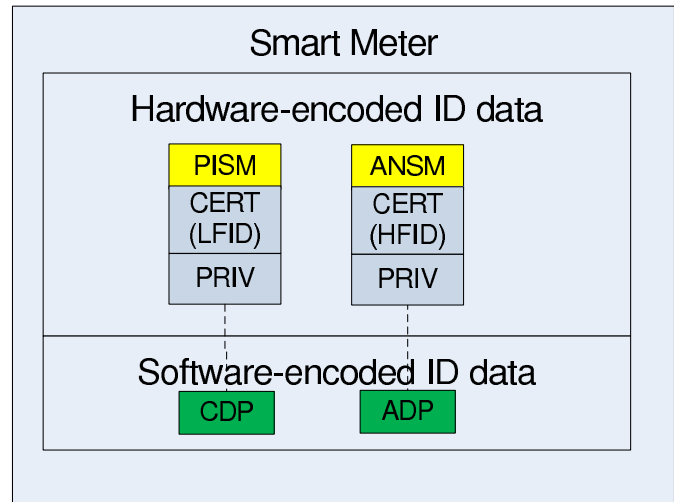 Smart Meter
Hardware-encoded ID data
PISM
CERT
(LFID)
PRIV
ANSM
CERT
(HFID)
PRIV
Software-encoded ID data
CDP
ADP